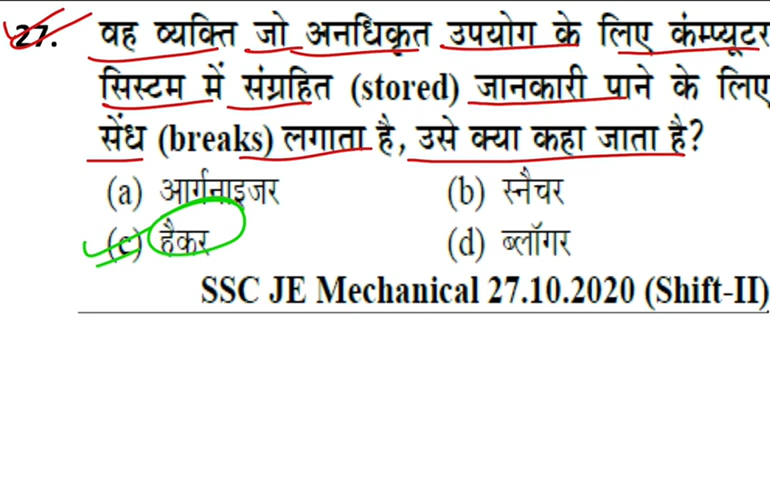 27. वह व्यक्ति जो अनधिकृत उपयोग के लिए कंम्प्यूटर
सिस्टम में संग्रहित (stored) जानकारी पाने के लिए
सेंध (breaks) लगाता है, उसे क्या कहा जाता है?
(a) आर्गनाइजर (b) स्नैचर
(c) हैकर (d) ब्लॉगर
SSC JE Mechanical 27.10.2020 (Shift-II)